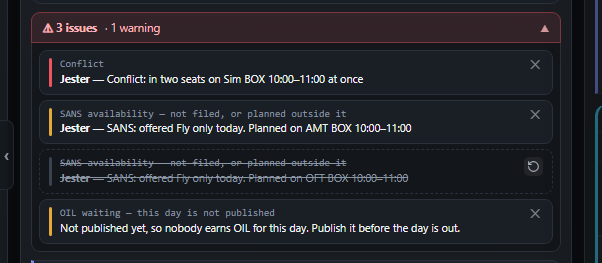 ⚠ 3 issues · 1 warning ▲
Conflict
Jester — Conflict: in two seats on Sim BOX 10:00–11:00 at once
SANS availability — not filed, or planned outside it
Jester — SANS: offered Fly only today. Planned on AMT BOX 10:00–11:00
SANS availability — not filed, or planned outside it
Jester — SANS: offered Fly only today. Planned on OFT BOX 10:00–11:00
OIL waiting — this day is not published
Not published yet, so nobody earns OIL for this day. Publish it before the day is out.